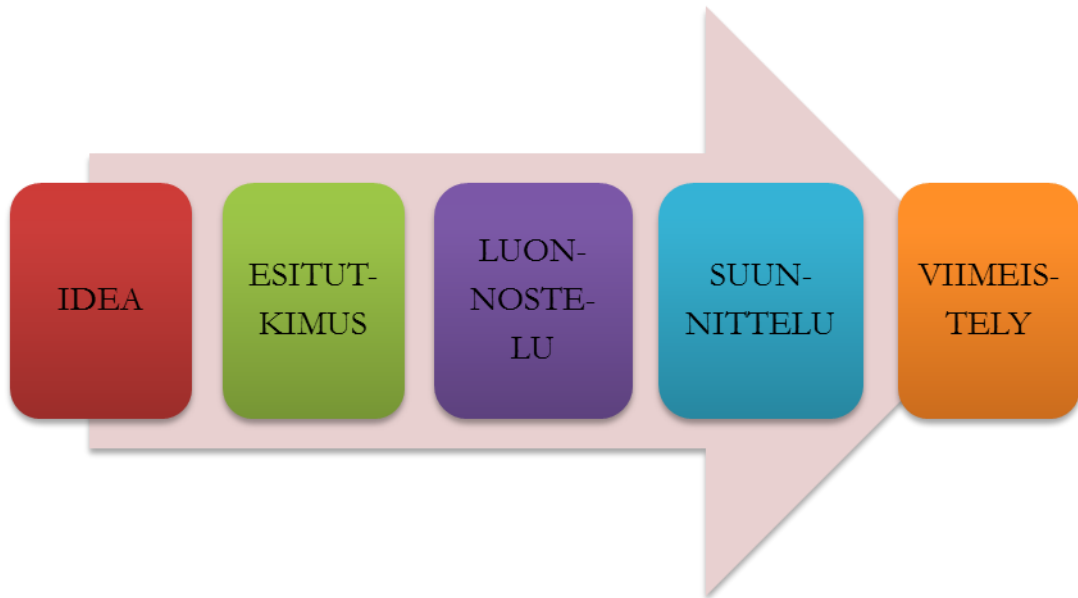 IDEA
ESITUT-
KIMUS
LUON-
NOSTE-
LU
SUUN-
NITTELU
VIIMEIS-
TELY